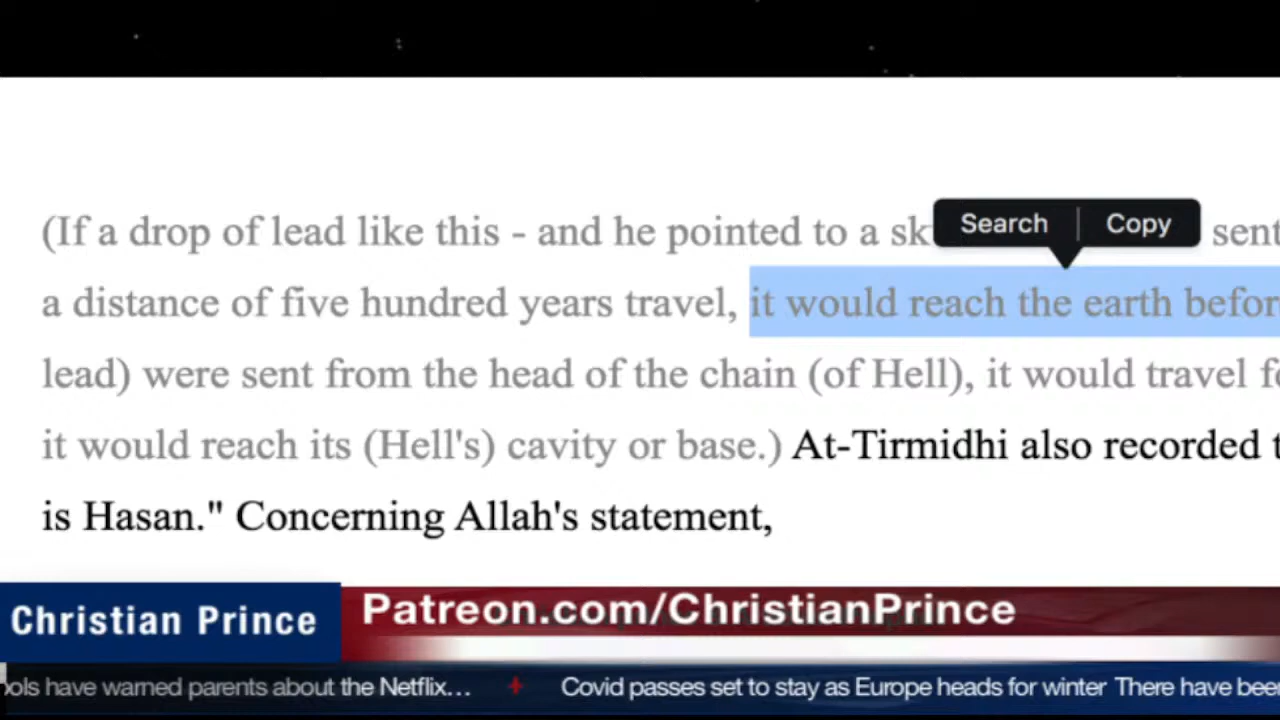 (If a drop of lead like this - and he pointed to a sk
Search Copy
sent
a distance of five hundred years travel, it would reach the earth befor
lead) were sent from the head of the chain (of Hell), it would travel fo
it would reach its (Hell's) cavity or base.) At-Tirmidhi also recorded t
is Hasan." Concerning Allah's statement,
Christian Prince
Patreon.com/ChristianPrince
ools have warned parents about the Netflix... + Covid passes set to stay as Europe heads for winter There have been